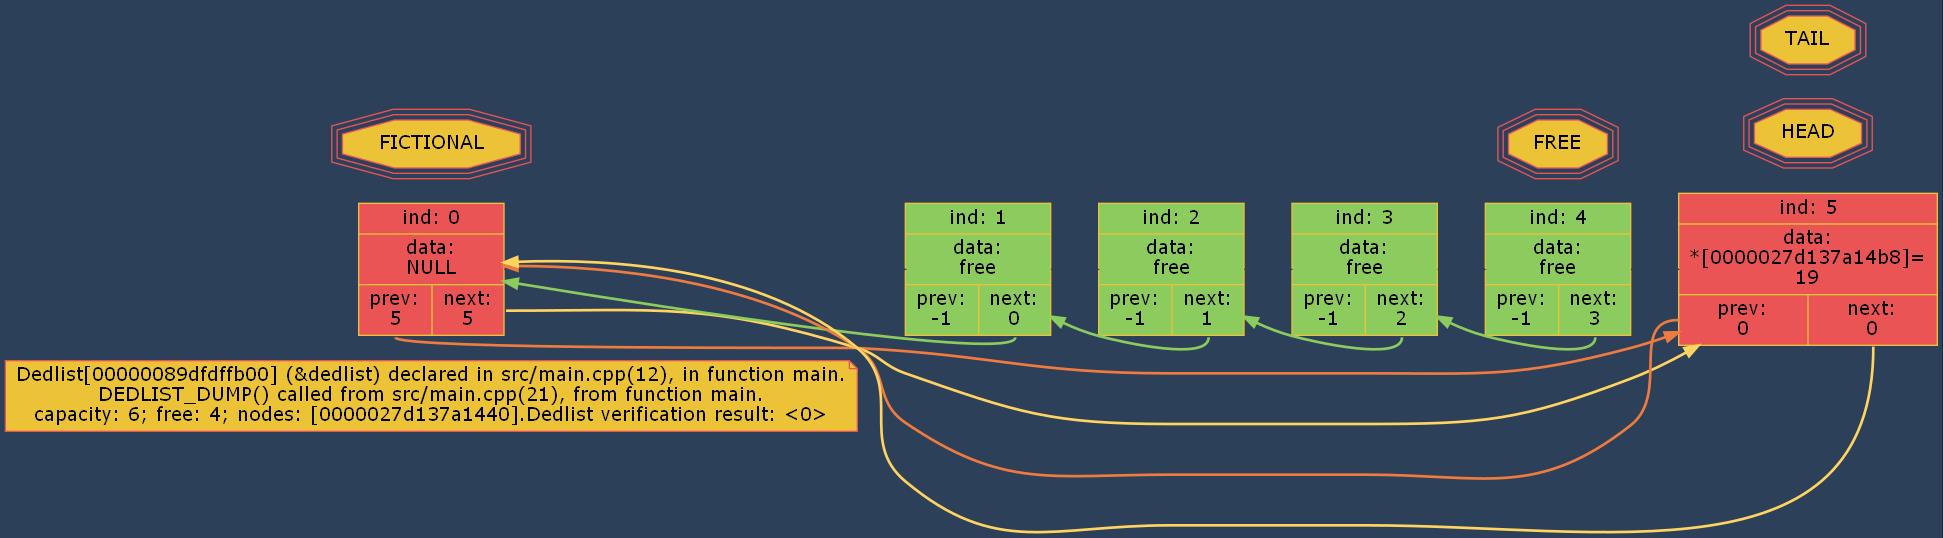 TAIL
HEAD
FICTIONAL
FREE
ind: 0
data:
NULL
prev:
5
next:
5
ind: 1
data:
free
prev:
-1
next:
0
ind: 2
data:
free
prev:
-1
next:
1
ind: 3
data:
free
prev:
-1
next:
2
ind: 4
data:
free
prev:
-1
next:
3
ind: 5
data:
*[0000027d137a14b8]=
19
prev:
0
next:
0
Dedlist[00000089dfdffb00] (&dedlist) declared in src/main.cpp(12), in function main.
DEDLIST_DUMP() called from src/main.cpp(21), from function main.
capacity: 6; free: 4; nodes: [0000027d137a1440].Dedlist verification result: <0>